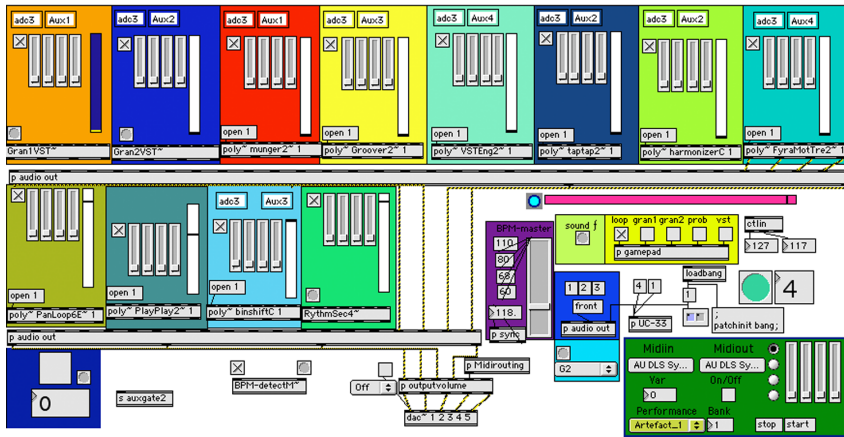 adc3 Aux1 adc3 Aux2 adc3 Aux1 adc3 Aux3 adc3 Aux4 adc3 Aux2 adc3 Aux2 adc3 Aux4
open 1 open 1 open 1 open 1 open 1 open 1
Gran1VST~ Gran2VST~ poly~ munger2~ 1 poly~ Groover2~ 1 poly~ VSTEng2~ 1 poly~ taptap2~ 1 poly~ harmonizerC 1 poly~ FyraMotTre2~ 1
p audio out
adc3 Aux3
open 1 open 1 open 1
poly~ PanLoop6E~ 1 poly~ PlayPlay2~ 1 poly~ binshiftC 1 RythmSec4~
p audio out
BPM-master
110
80
68
60
118.
p sync
sound f
loop gran1 gran2 prob vst
p gamepad
ctlin
127 117
1 2 3
front
p audio out
G2
4 1
p UC-33
loadbang
1
;
patchinit bang;
4
0
s auxgate2
BPM-detectM~
Off
p Midirouting
p outputvolume
dac~ 1 2 3 4 5
Midiin Midiout
AU DLS Sy... AU DLS Sy...
Var On/Off
0
Performance Bank
Artefact_1 1 stop start